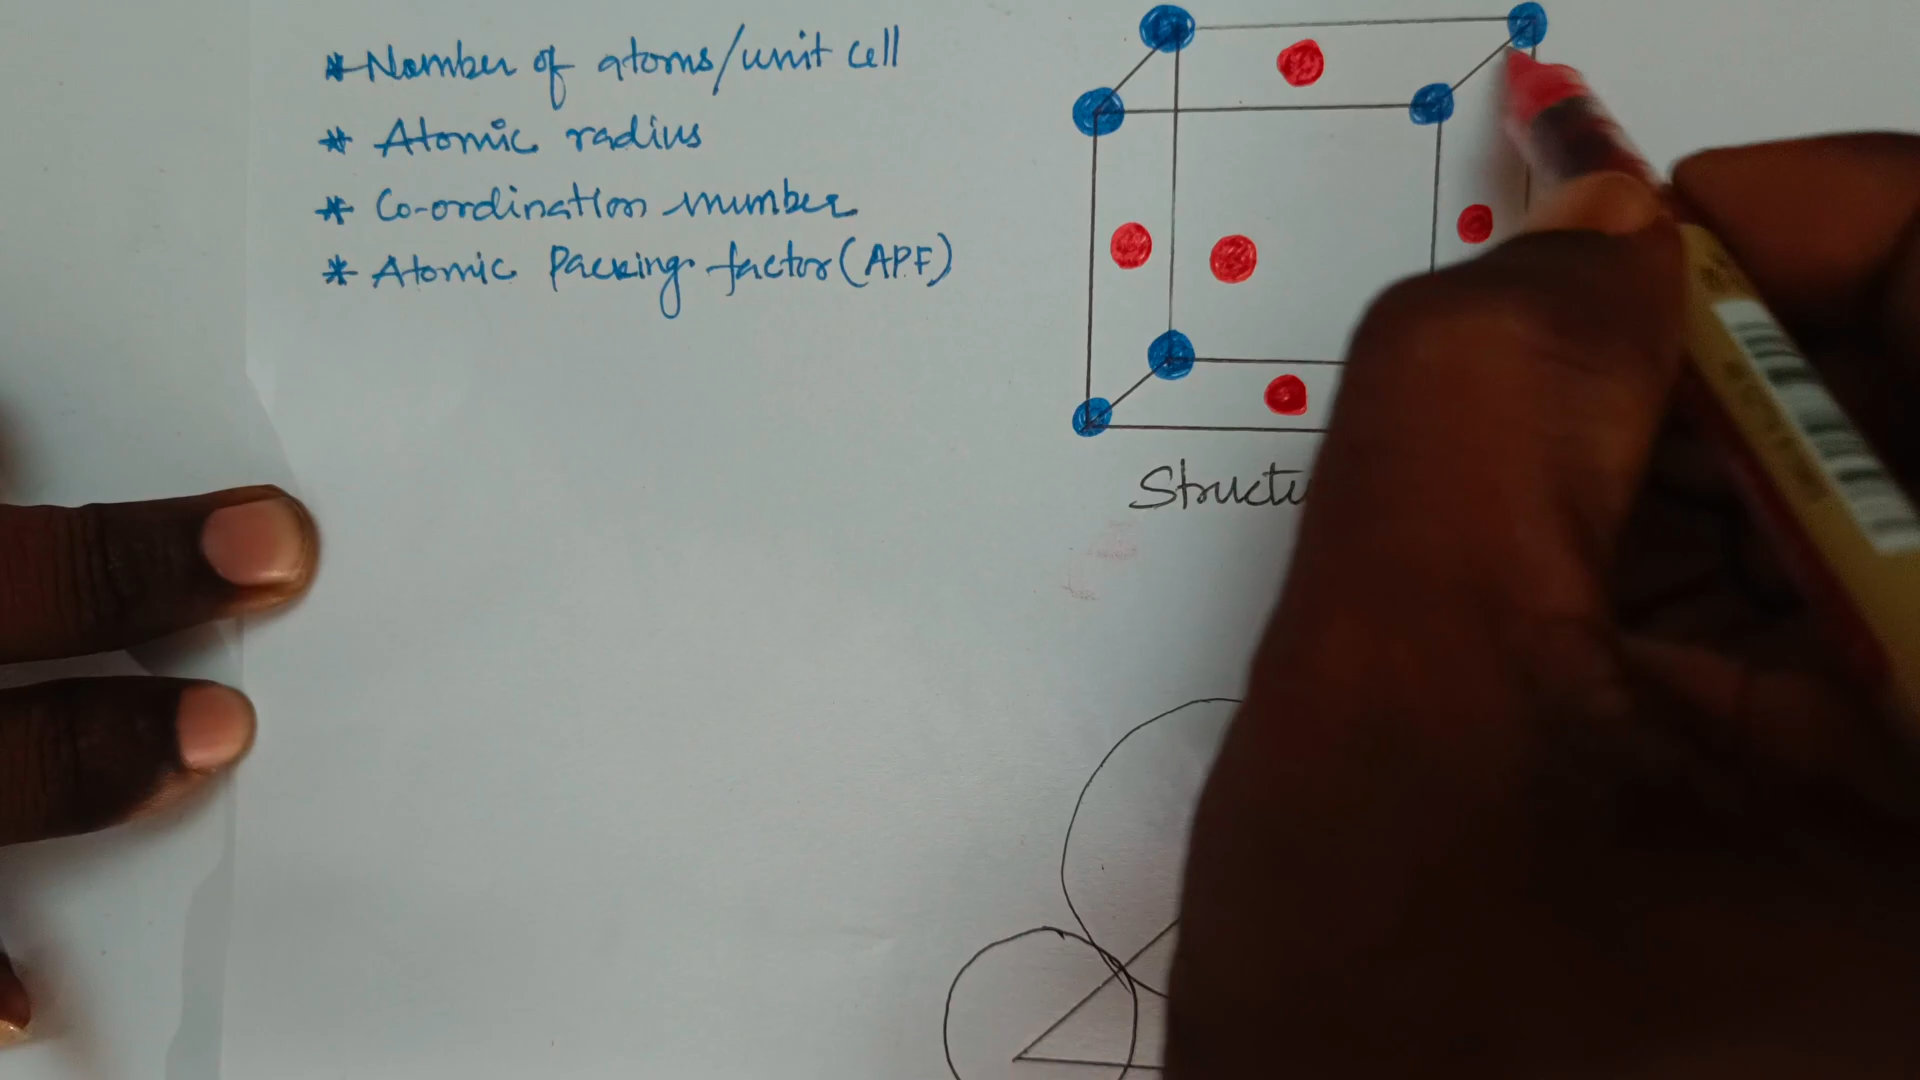 * Number of atoms/unit cell
* Atomic radius
* Co-ordination number
* Atomic Packing factor (APF)
Structu